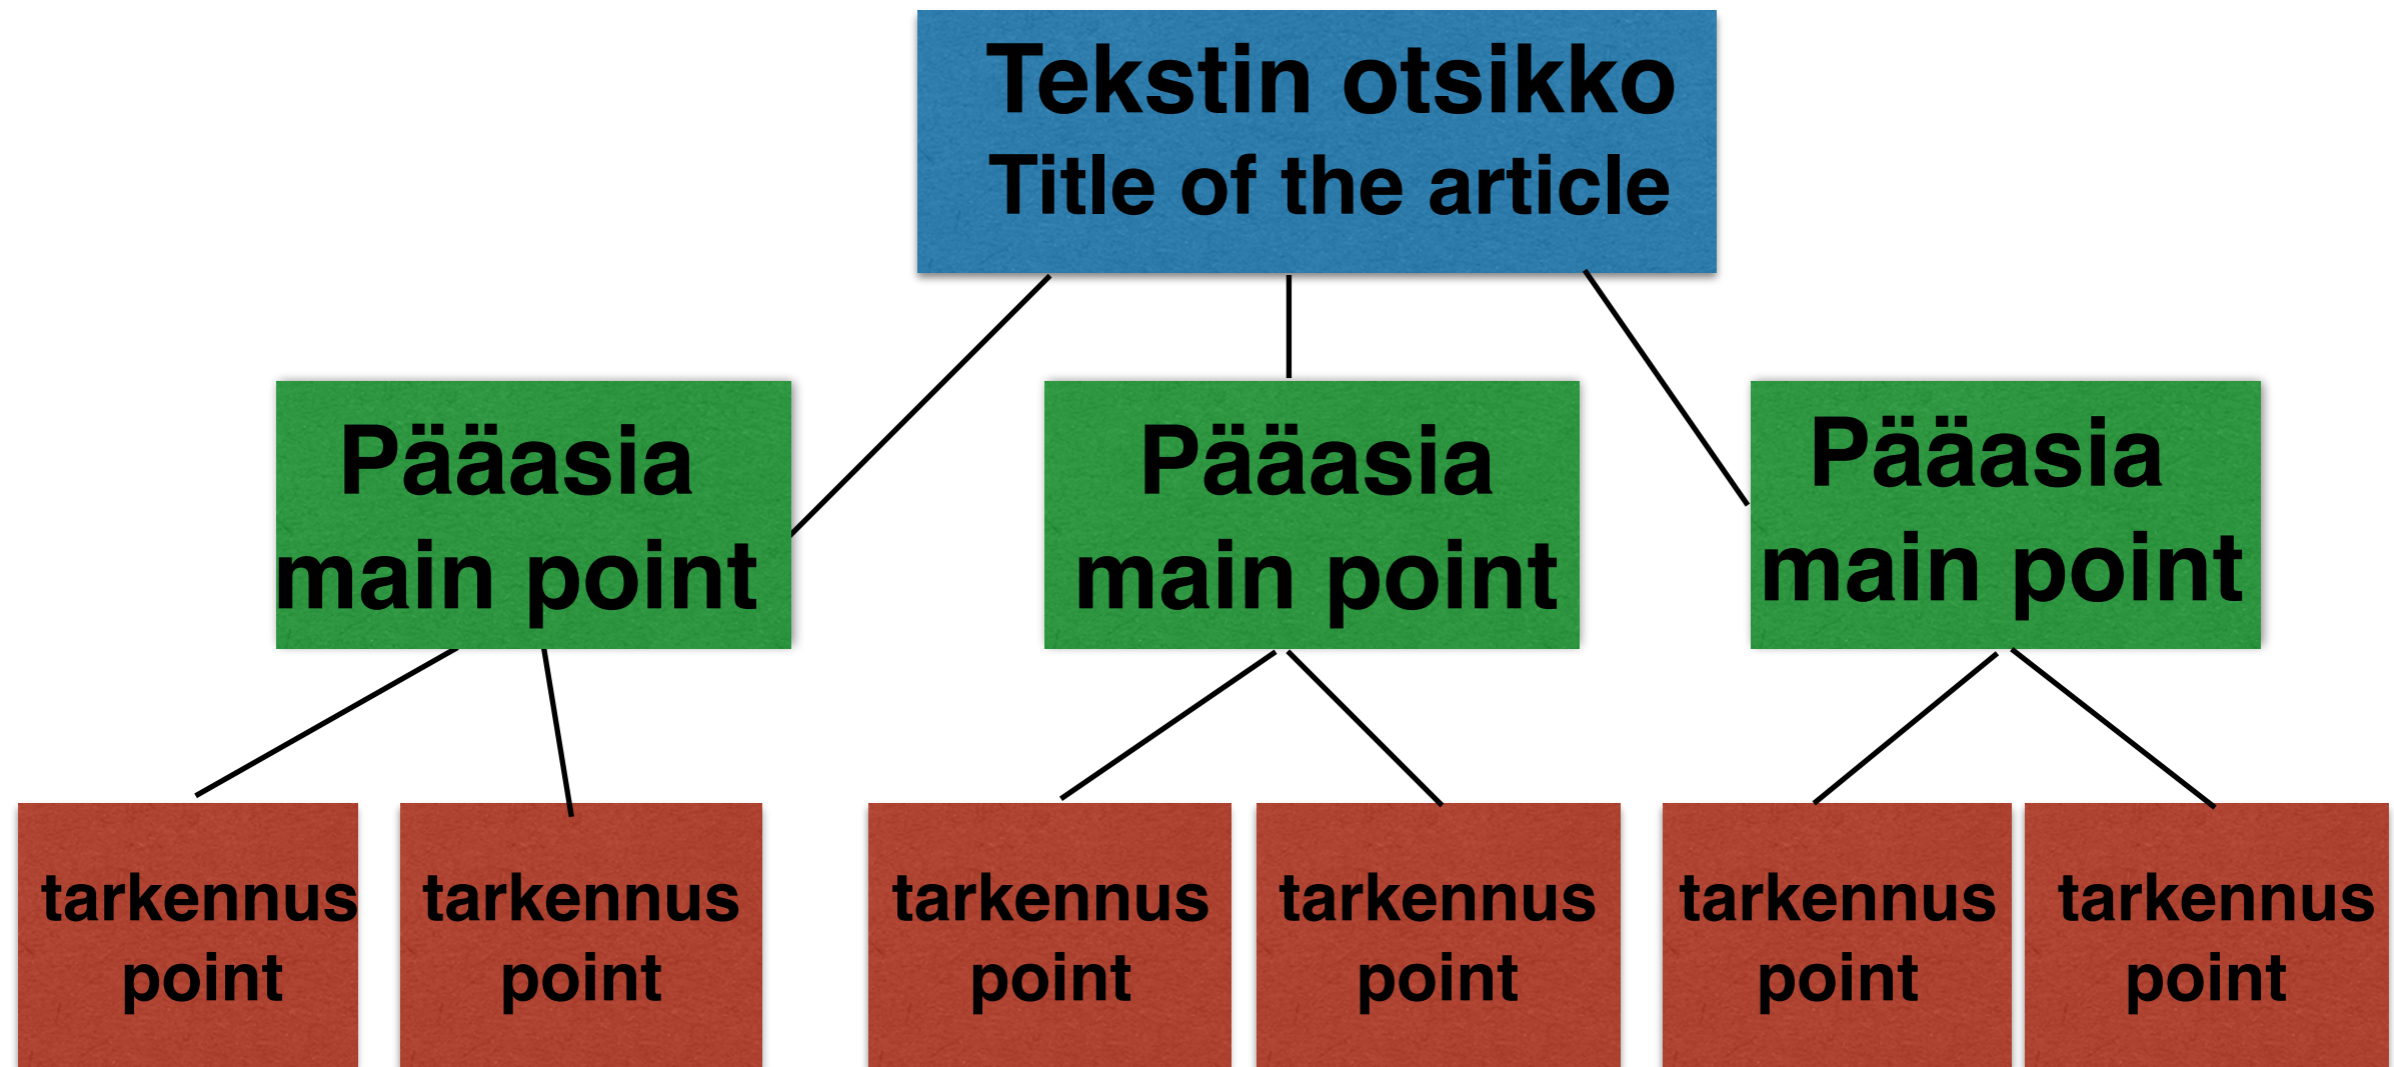 Tekstin otsikko
Title of the article
Pääasia
main point
Pääasia
main point
Pääasia
main point
tarkennus
point
tarkennus
point
tarkennus
point
tarkennus
point
tarkennus
point
tarkennus
point